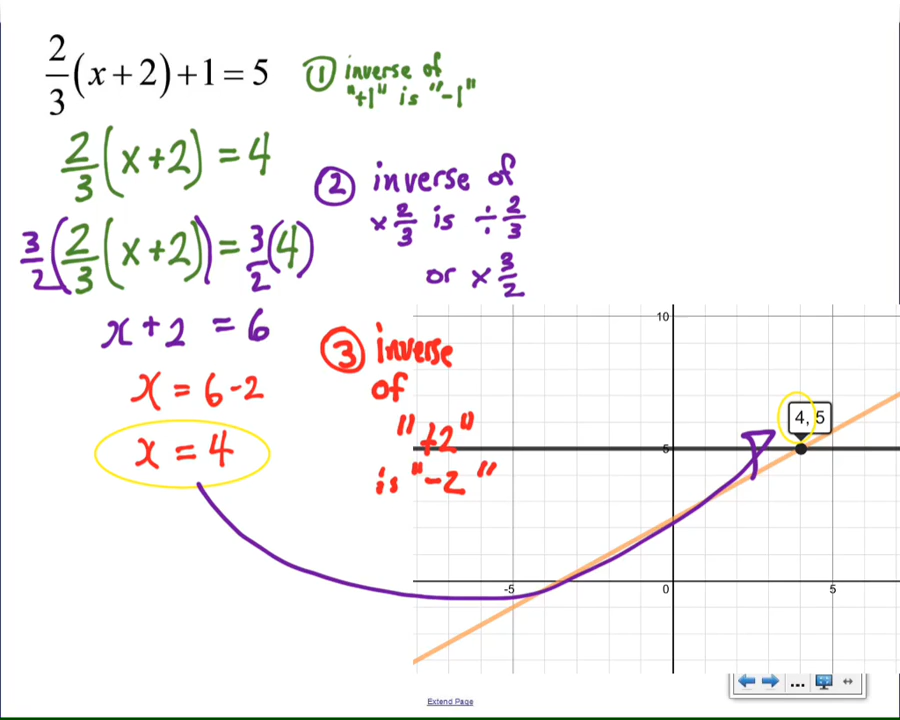 2/3(x+2)+1=5
① inverse of
"+1" is "-1"
2/3(x+2)=4
② inverse of
x 2/3 is ÷ 2/3
or x 3/2
3/2(2/3(x+2))=3/2(4)
x+2=6
③ inverse
of
"+2"
is "-2"
x=6-2
x=4
10
4, 5
5
-5
0
5
...
Extend Page